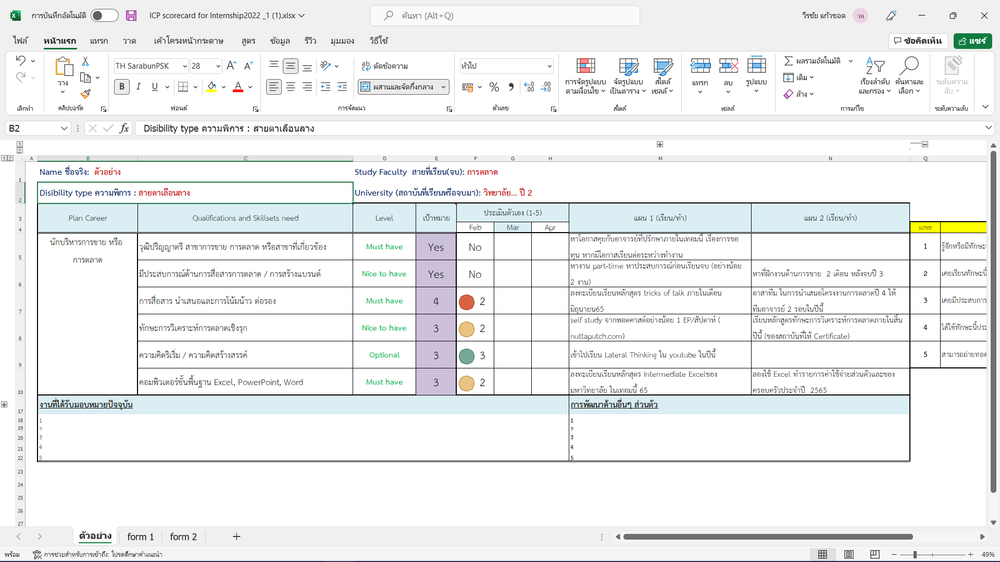 การบันทึกอัตโนมัติ
ICP scorecard for Internship2022 _1 (1).xlsx
ค้นหา (Alt+Q)
วีรชัย แก้วขอด
วแ
ไฟล์ หน้าแรก แทรก วาด เค้าโครงหน้ากระดาษ สูตร ข้อมูล รีวิว มุมมอง วิธีใช้
ข้อคิดเห็น แชร์
วาง
TH SarabunPSK 28
B I U
ตัดข้อความ
ผสานและจัดกึ่งกลาง
ทั่วไป
การจัดรูปแบบตามเงื่อนไข
จัดรูปแบบเป็นตาราง
สไตล์เซลล์
แทรก ลบ รูปแบบ
ผลรวมอัตโนมัติ
เติม
ล้าง
เรียงลำดับและกรอง
ค้นหาและเลือก
ระดับความลับ
เลิกทำ คลิปบอร์ด ฟอนต์ การจัดแนว ตัวเลข สไตล์ เซลล์ การแก้ไข ระดับความลับ
B2 fx Disibility type ความพิการ : สายตาเลือนลาง
1
2
1 2
A B C D E F G H M N Q
1 Name ชื่อจริง: ตัวอย่าง Study Faculty สายที่เรียน(จบ): การตลาด
2 Disibility type ความพิการ : สายตาเลือนลาง University (สถาบันที่เรียนหรือจบมา): วิทยาลัย... ปี 2
3 Plan Career Qualifications and Skillsets need Level เป้าหมาย ประเมินตัวเอง (1-5) แผน 1 (เรียน/ทำ) แผน 2 (เรียน/ทำ)
4 Feb Mar Apr score
5 นักบริหารการขาย หรือการตลาด วุฒิปริญญาตรี สาขาการขาย การตลาด หรือสาขาที่เกี่ยวข้อง Must have Yes No หาโอกาสคุยกับอาจารย์ที่ปรึกษาภายในเทอมนี้ เรื่องการขอทุน หากมีโอกาสเรียนต่อระหว่างทำงาน 1 รู้จักหรือมีทักษะ
6 มีประสบการณ์ด้านการสื่อสารการตลาด / การสร้างแบรนด์ Nice to have Yes No หางาน part-time หาประสบการณ์ก่อนเรียนจบ (อย่างน้อย 2 งาน) หาที่ฝึกงานด้านการขาย 2 เดือน หลังจบปี 3 2 เคยเรียนทักษะนี้
7 การสื่อสาร นำเสนอและการโน้มน้าว ต่อรอง Must have 4 2 ลงทะเบียนเรียนหลักสูตร tricks of talk ภายในเดือนมิถุนายน65 อาสาทีม ในการนำเสนอโครงงานการตลาดปี 4 ให้ทีมอาจารย์ 2 รอบในปีนี้ 3 เคยมีประสบการ
8 ทักษะการวิเคราะห์การตลาดเชิงรุก Nice to have 3 2 self study จากพอดคาสต์อย่างน้อย 1 EP/สัปดาห์ ( nuttaputch.com) เรียนหลักสูตรทักษะการวิเคราะห์การตลาดภายในสิ้นปีนี้ (ของสถาบันที่ให้ Certificate) 4 ได้ใช้ทักษะนี้ประ
9 ความคิดริเริ่ม / ความคิดสร้างสรรค์ Optional 3 3 เข้าไปเรียน Lateral Thinking ใน youtube ในปีนี้ 5 สามารถถ่ายทอด
10 คอมพิวเตอร์ขั้นพื้นฐาน Excel, PowerPoint, Word Must have 3 2 ลงทะเบียนเรียนหลักสูตร Intermediate Excelของมหาวิทยาลัย ในเทอมนี้ 65 ลองใช้ Excel ทำรายการค่าใช้จ่ายส่วนตัวและของครอบครัวประจำปี 2565
17 งานที่ได้รับมอบหมายปัจจุบัน การพัฒนาด้านอื่นๆ ส่วนตัว
18 1 1
19 2 2
20 3 3
21 4 4
22 5 5
23
24
25
26
27
ตัวอย่าง form 1 form 2
พร้อม การช่วยสำหรับการเข้าถึง: โปรดศึกษาคำแนะนำ 49%